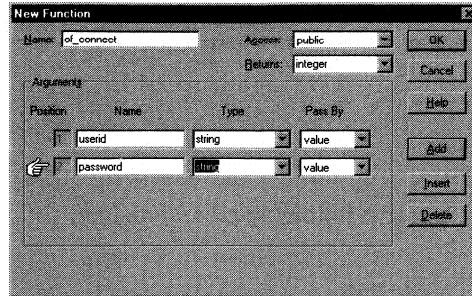 New Function
Name: of_connect Access: public OK
Returns: integer Cancel
Arguments
Help
Position Name Type Pass By
1 userid string value Add
password string value
Insert
Delete